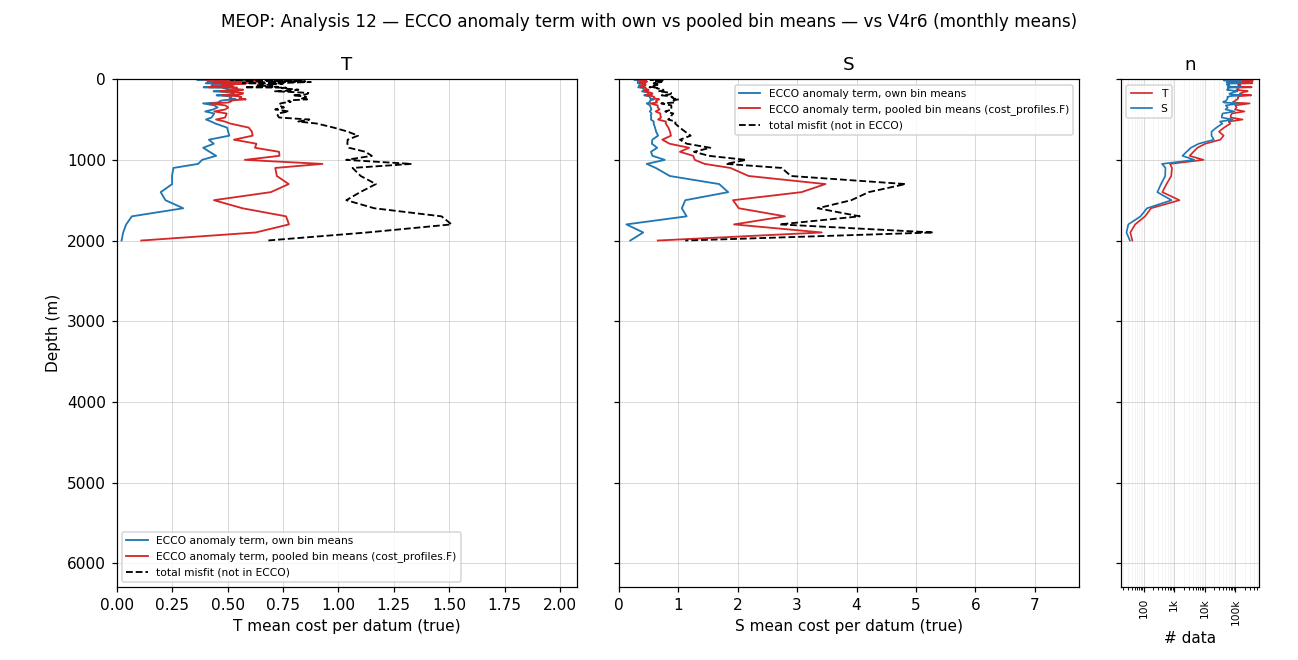 MEOP: Analysis 12 — ECCO anomaly term with own vs pooled bin means — vs V4r6 (monthly means)
T
S
n
0
1000
2000
3000
4000
5000
6000
Depth (m)
ECCO anomaly term, own bin means
ECCO anomaly term, pooled bin means (cost_profiles.F)
total misfit (not in ECCO)
0.00 0.25 0.50 0.75 1.00 1.25 1.50 1.75 2.00
T mean cost per datum (true)
ECCO anomaly term, own bin means
ECCO anomaly term, pooled bin means (cost_profiles.F)
total misfit (not in ECCO)
0 1 2 3 4 5 6 7
S mean cost per datum (true)
T
S
100 1k 10k 100k
# data